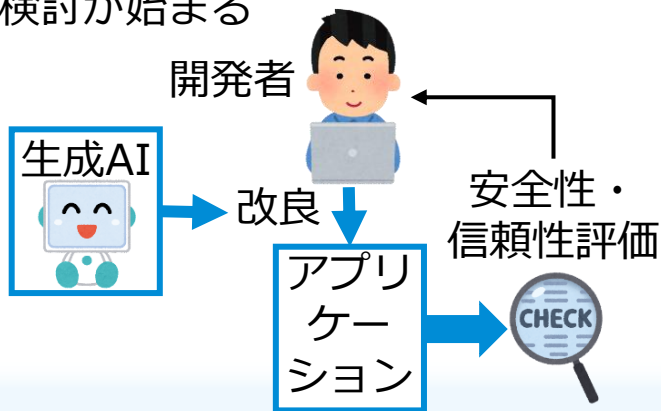 検討が始まる
開発者
生成AI
改良
安全性・
信頼性評価
アプリ
ケー
ション
CHECK